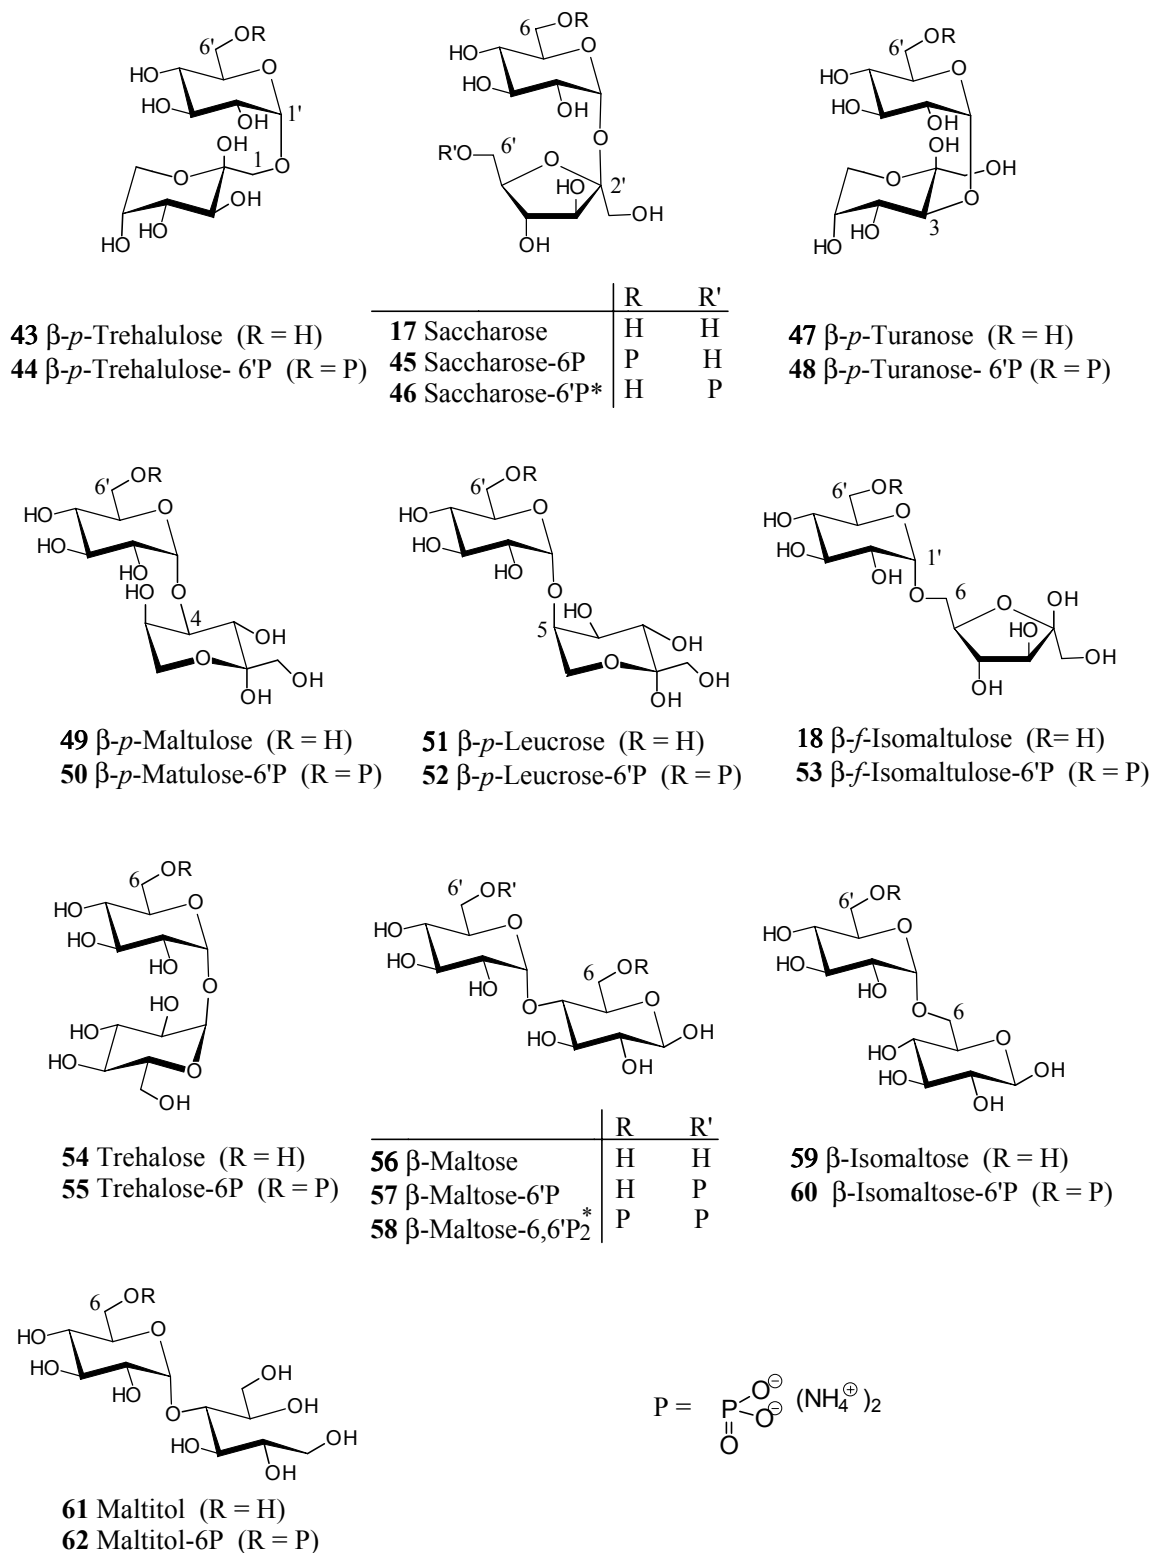 6'
OR
HO
O
HO
OH
1'
OH
1
O
O
OH
HO
HO
43 β-p-Trehalulose (R = H)
44 β-p-Trehalulose- 6'P (R = P)
6
OR
HO
O
HO
OH
O
R'O
6'
O
HO
2'
OH
OH
R R'
17 Saccharose H H
45 Saccharose-6P P H
46 Saccharose-6'P* H P
6'
OR
HO
O
HO
OH
OH
HO
O
O
HO
3
HO
47 β-p-Turanose (R = H)
48 β-p-Turanose- 6'P (R = P)
6'
OR
HO
O
HO
HO
HO
O
4
OH
O
OH
OH
49 β-p-Maltulose (R = H)
50 β-p-Matulose-6'P (R = P)
6'
OR
HO
O
HO
HO
O
HO
5
OH
O
OH
OH
51 β-p-Leucrose (R = H)
52 β-p-Leucrose-6'P (R = P)
6'
OR
HO
O
HO
1'
OH
O
6
O
OH
HO
OH
OH
18 β-f-Isomaltulose (R= H)
53 β-f-Isomaltulose-6'P (R = P)
6
OR
HO
O
HO
HO
O
HO
HO
HO
O
OH
54 Trehalose (R = H)
55 Trehalose-6P (R = P)
6'
OR'
HO
O
HO
HO
6
OR
O
O
HO
OH
OH
R R'
56 β-Maltose H H
57 β-Maltose-6'P H P
58 β-Maltose-6,6'P2* P P
6'
OR
HO
O
HO
HO
O
6
HO
O
HO
OH
OH
59 β-Isomaltose (R = H)
60 β-Isomaltose-6'P (R = P)
6
OR
HO
O
HO
HO
OH
O
OH
HO
OH
OH
61 Maltitol (R = H)
62 Maltitol-6P (R = P)
P = P O⊖ O⊖ O (NH4⊕)2